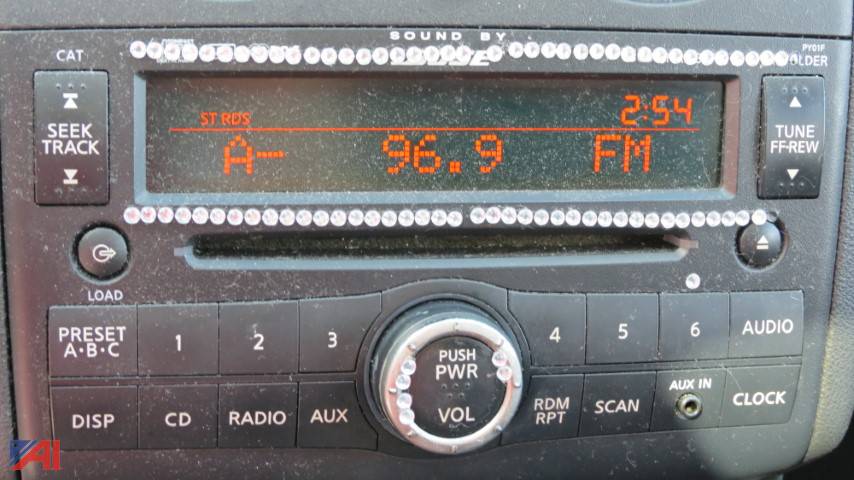 SOUND BY
BOSE
PY01F
CAT
SEEK
TRACK
FOLDER
TUNE
FF-REW
ST RDS
2:54
A- 96.9 FM
LOAD
PRESET
A·B·C
1
2
3
PUSH
PWR
VOL
4
5
6
AUDIO
DISP
CD
RADIO
AUX
RDM
RPT
SCAN
AUX IN
CLOCK
AI